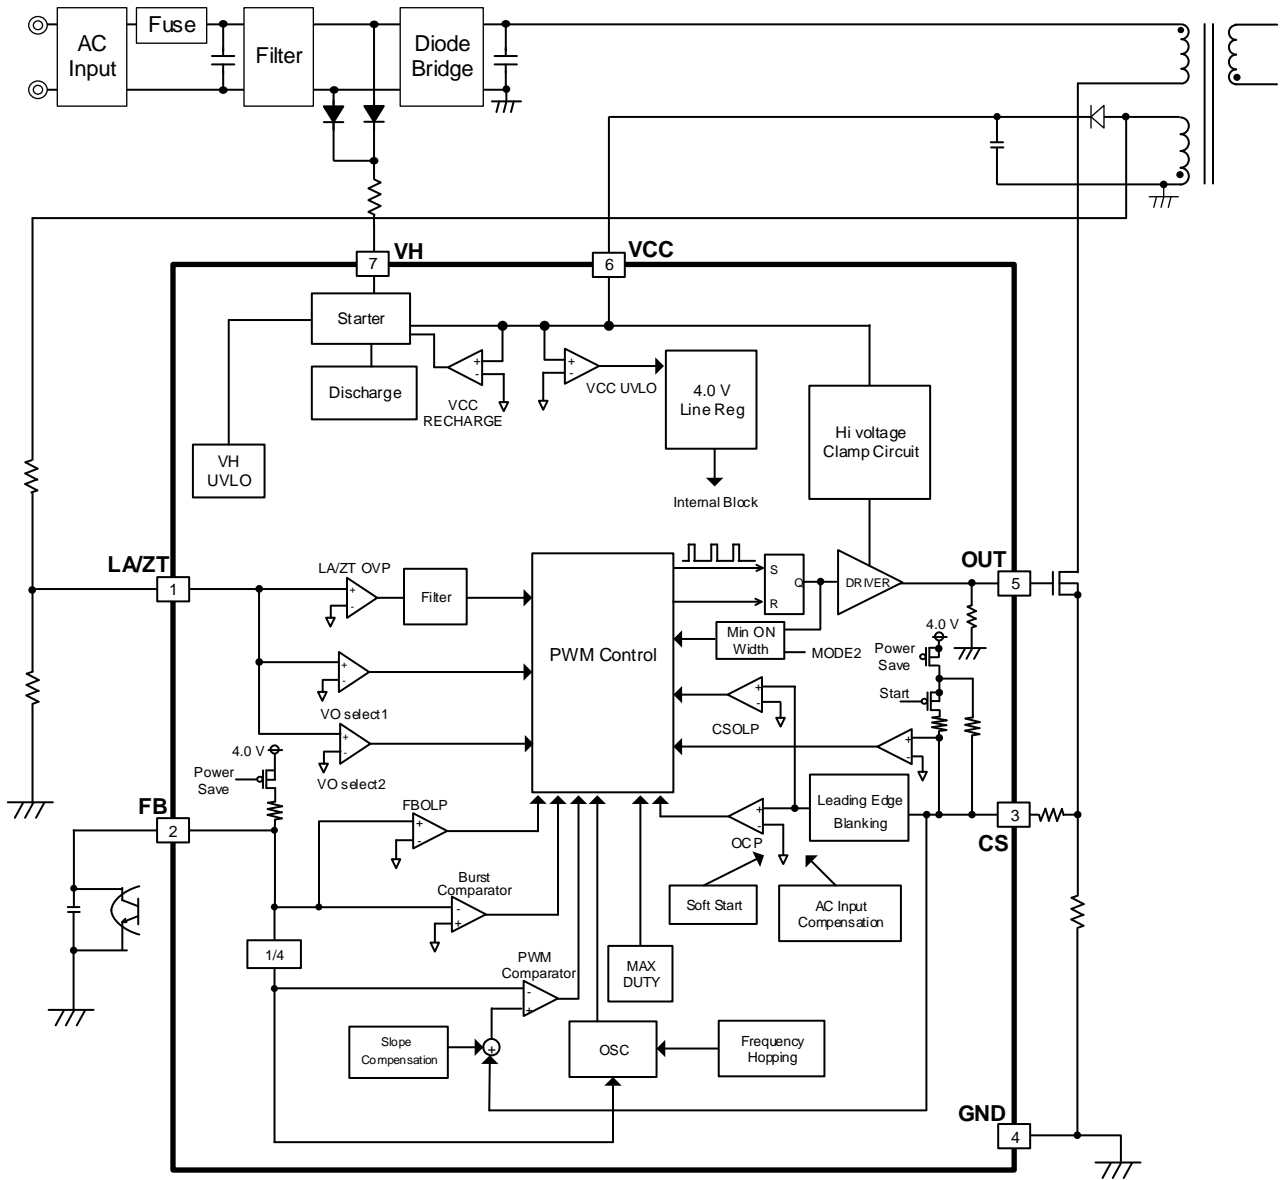 AC
Input
Fuse
Filter
Diode
Bridge
VH
7
VCC
6
Starter
Discharge
VCC
RECHARGE
+
-
+
-
VCC UVLO
4.0 V
Line Reg
Internal Block
Hi voltage
Clamp Circuit
VH
UVLO
LA/ZT
1
LA/ZT OVP
+
-
Filter
PWM Control
S
R
Q
DRIVER
OUT
5
Min ON
Width
MODE2
4.0 V
Power
Save
Start
+
-
VO select1
+
-
VO select2
+
-
CSOLP
+
-
4.0 V
Power
Save
FB
2
FBOLP
+
-
+
-
OCP
Leading Edge
Blanking
3
CS
Burst
Comparator
-
+
Soft Start
AC Input
Compensation
1/4
PWM
Comparator
-
+
MAX
DUTY
Slope
Compensation
+
OSC
Frequency
Hopping
GND
4